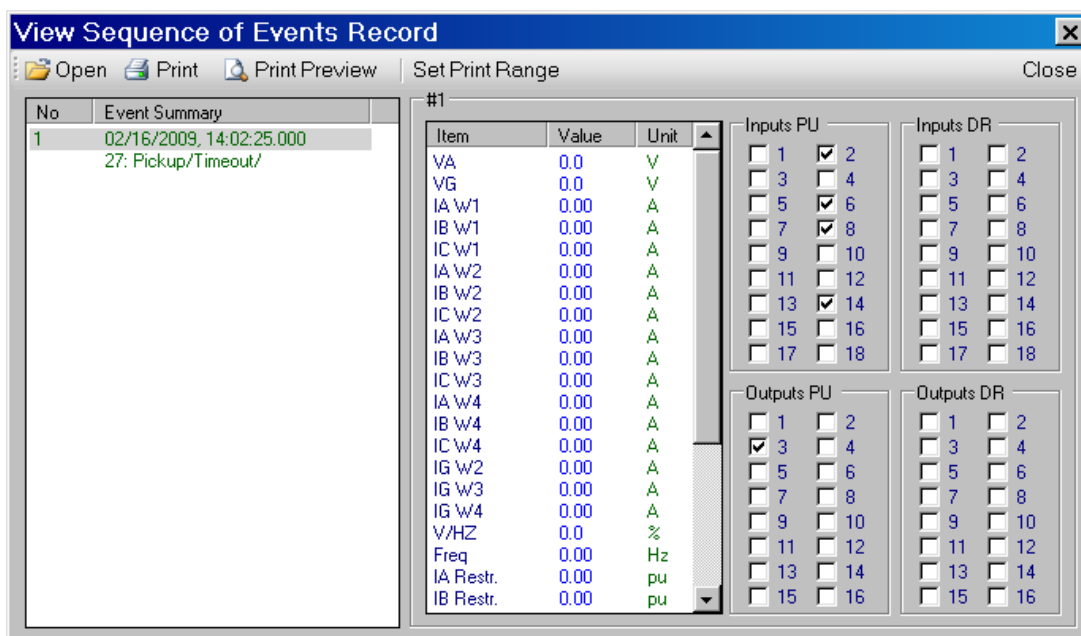 View Sequence of Events Record
Open Print Print Preview Set Print Range Close
No Event Summary
1 02/16/2009, 14:02:25.000
27: Pickup/Timeout/
#1
Item Value Unit
VA 0.0 V
VG 0.0 V
IA W1 0.00 A
IB W1 0.00 A
IC W1 0.00 A
IA W2 0.00 A
IB W2 0.00 A
IC W2 0.00 A
IA W3 0.00 A
IB W3 0.00 A
IC W3 0.00 A
IA W4 0.00 A
IB W4 0.00 A
IC W4 0.00 A
IG W2 0.00 A
IG W3 0.00 A
IG W4 0.00 A
V/HZ 0.0 %
Freq 0.00 Hz
IA Restr. 0.00 pu
IB Restr. 0.00 pu
Inputs PU
1 2
3 4
5 6
7 8
9 10
11 12
13 14
15 16
17 18
Inputs DR
1 2
3 4
5 6
7 8
9 10
11 12
13 14
15 16
17 18
Outputs PU
1 2
3 4
5 6
7 8
9 10
11 12
13 14
15 16
Outputs DR
1 2
3 4
5 6
7 8
9 10
11 12
13 14
15 16